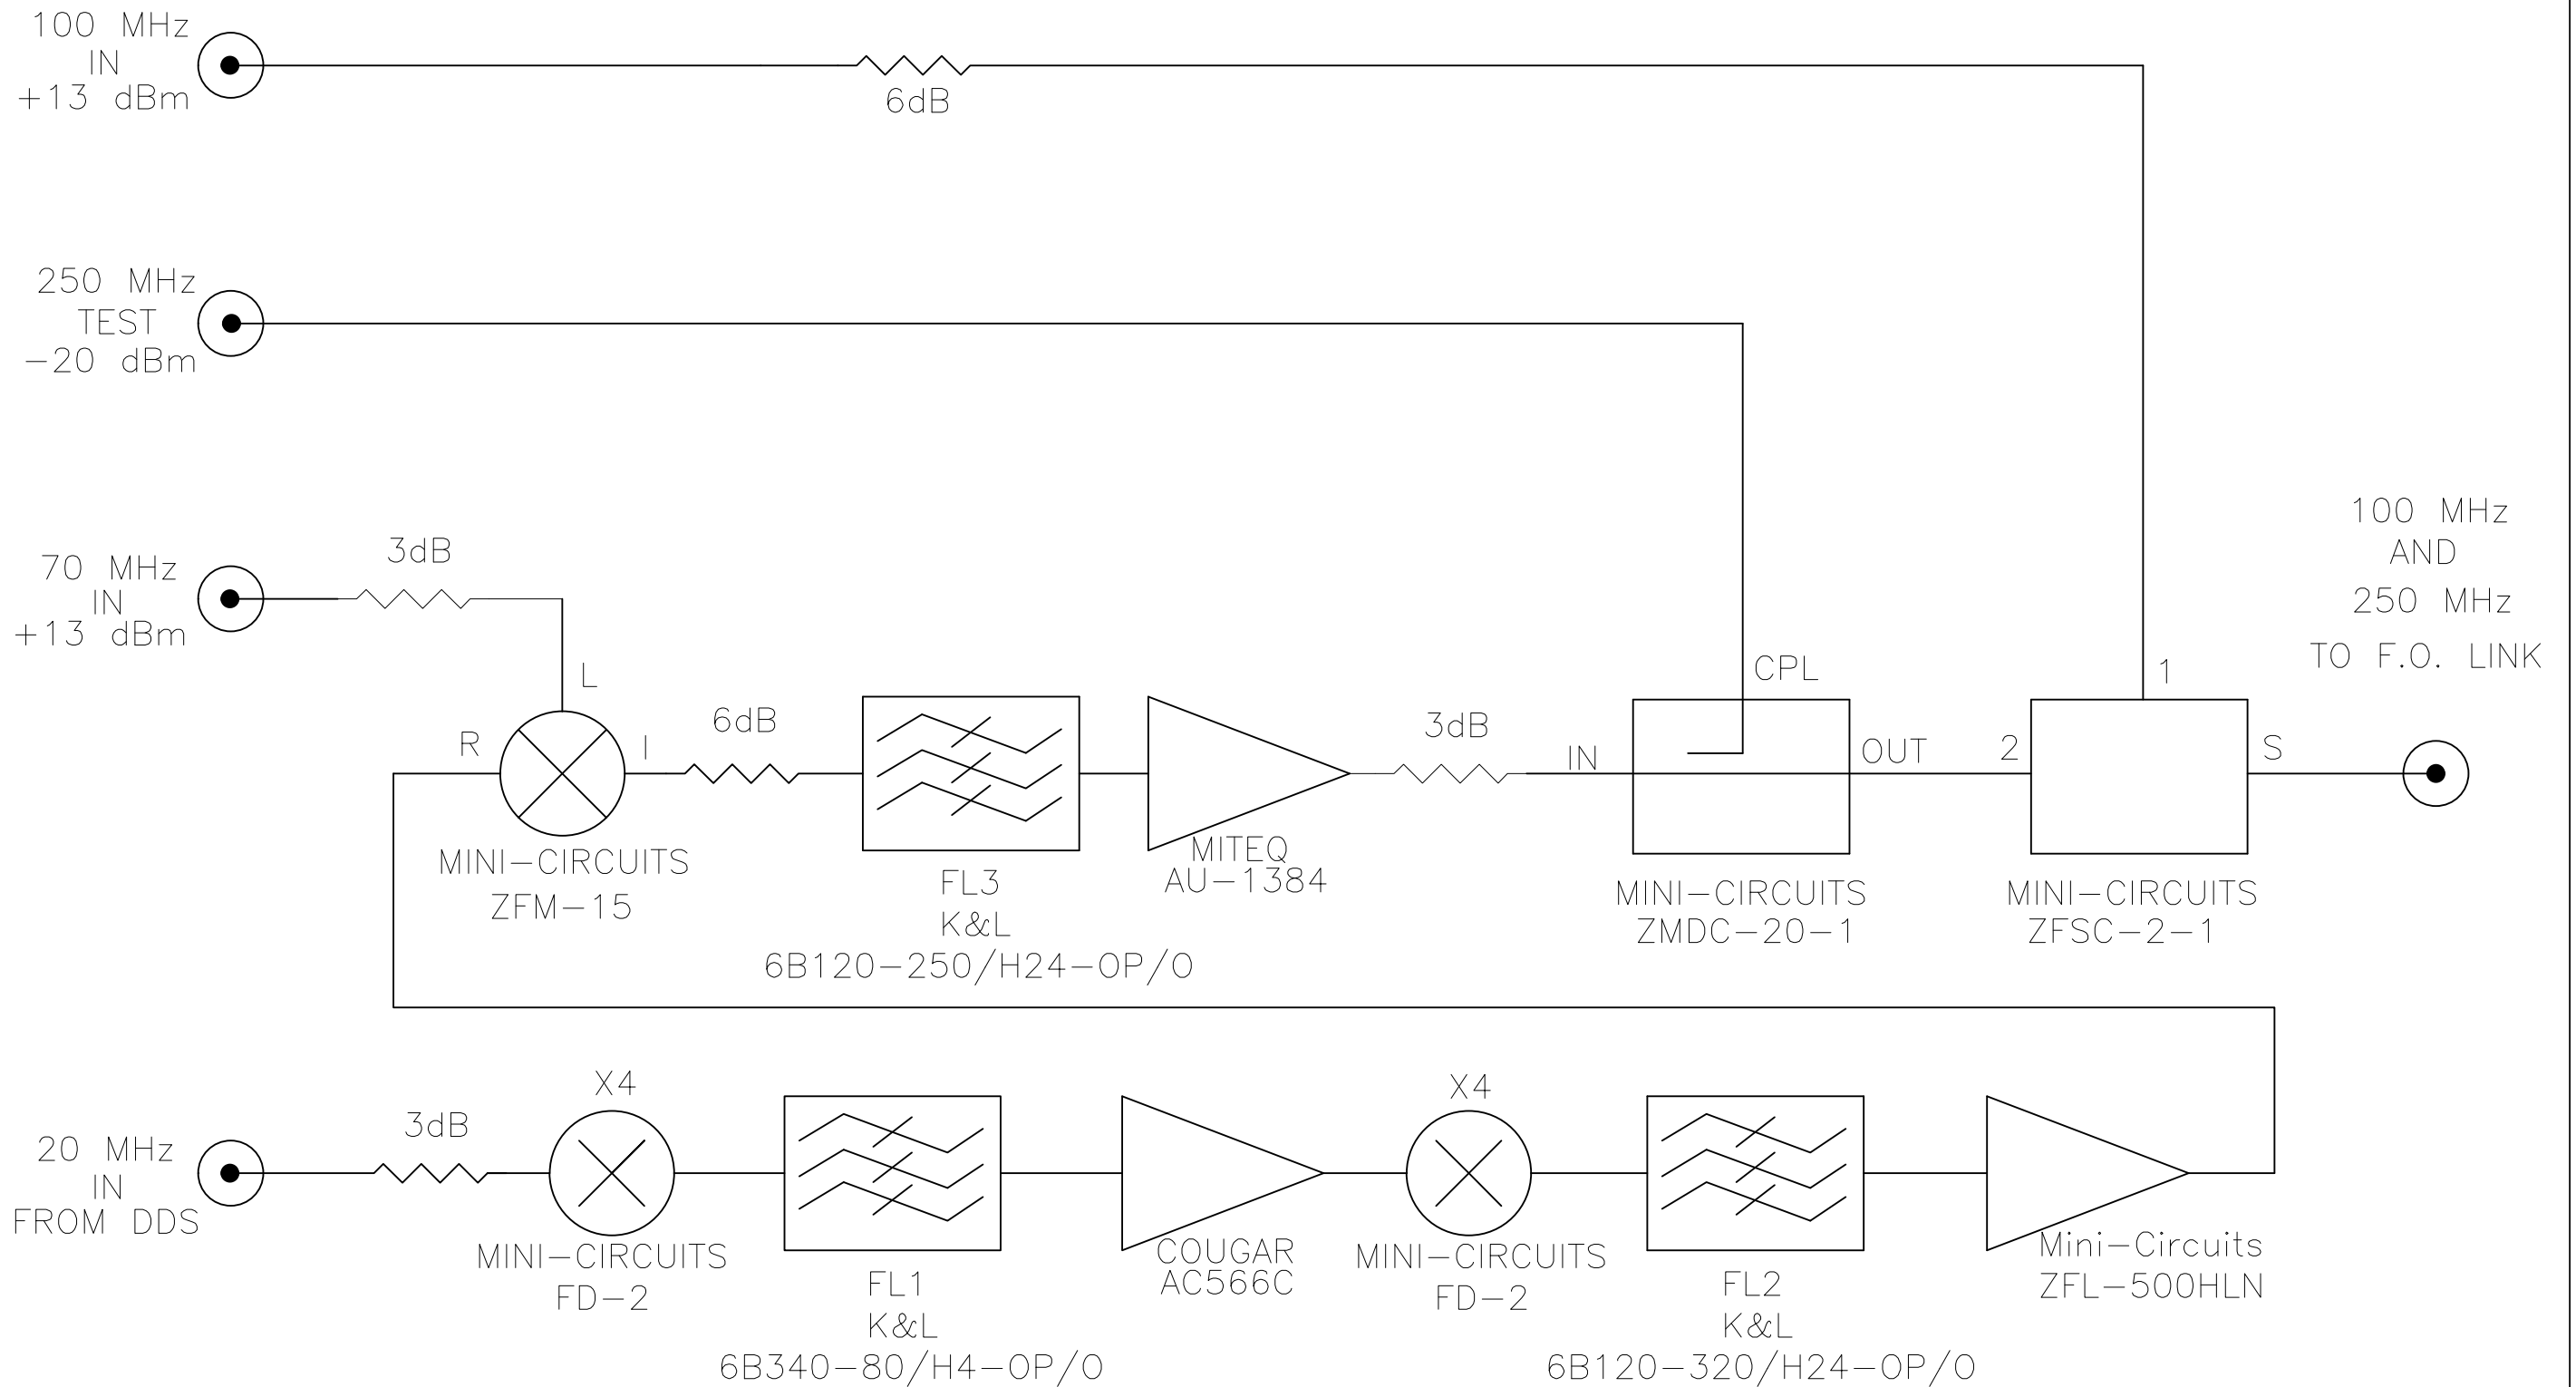 100 MHz
IN
+13 dBm
6dB
250 MHz
TEST
-20 dBm
70 MHz
IN
+13 dBm
3dB
L
R
I
MINI-CIRCUITS
ZFM-15
6dB
FL3
K&L
6B120-250/H24-OP/O
MITEQ
AU-1384
3dB
IN
CPL
OUT
MINI-CIRCUITS
ZMDC-20-1
1
2
S
MINI-CIRCUITS
ZFSC-2-1
100 MHz
AND
250 MHz
TO F.O. LINK
20 MHz
IN
FROM DDS
3dB
X4
MINI-CIRCUITS
FD-2
FL1
K&L
6B340-80/H4-OP/O
COUGAR
AC566C
X4
MINI-CIRCUITS
FD-2
FL2
K&L
6B120-320/H24-OP/O
Mini-Circuits
ZFL-500HLN